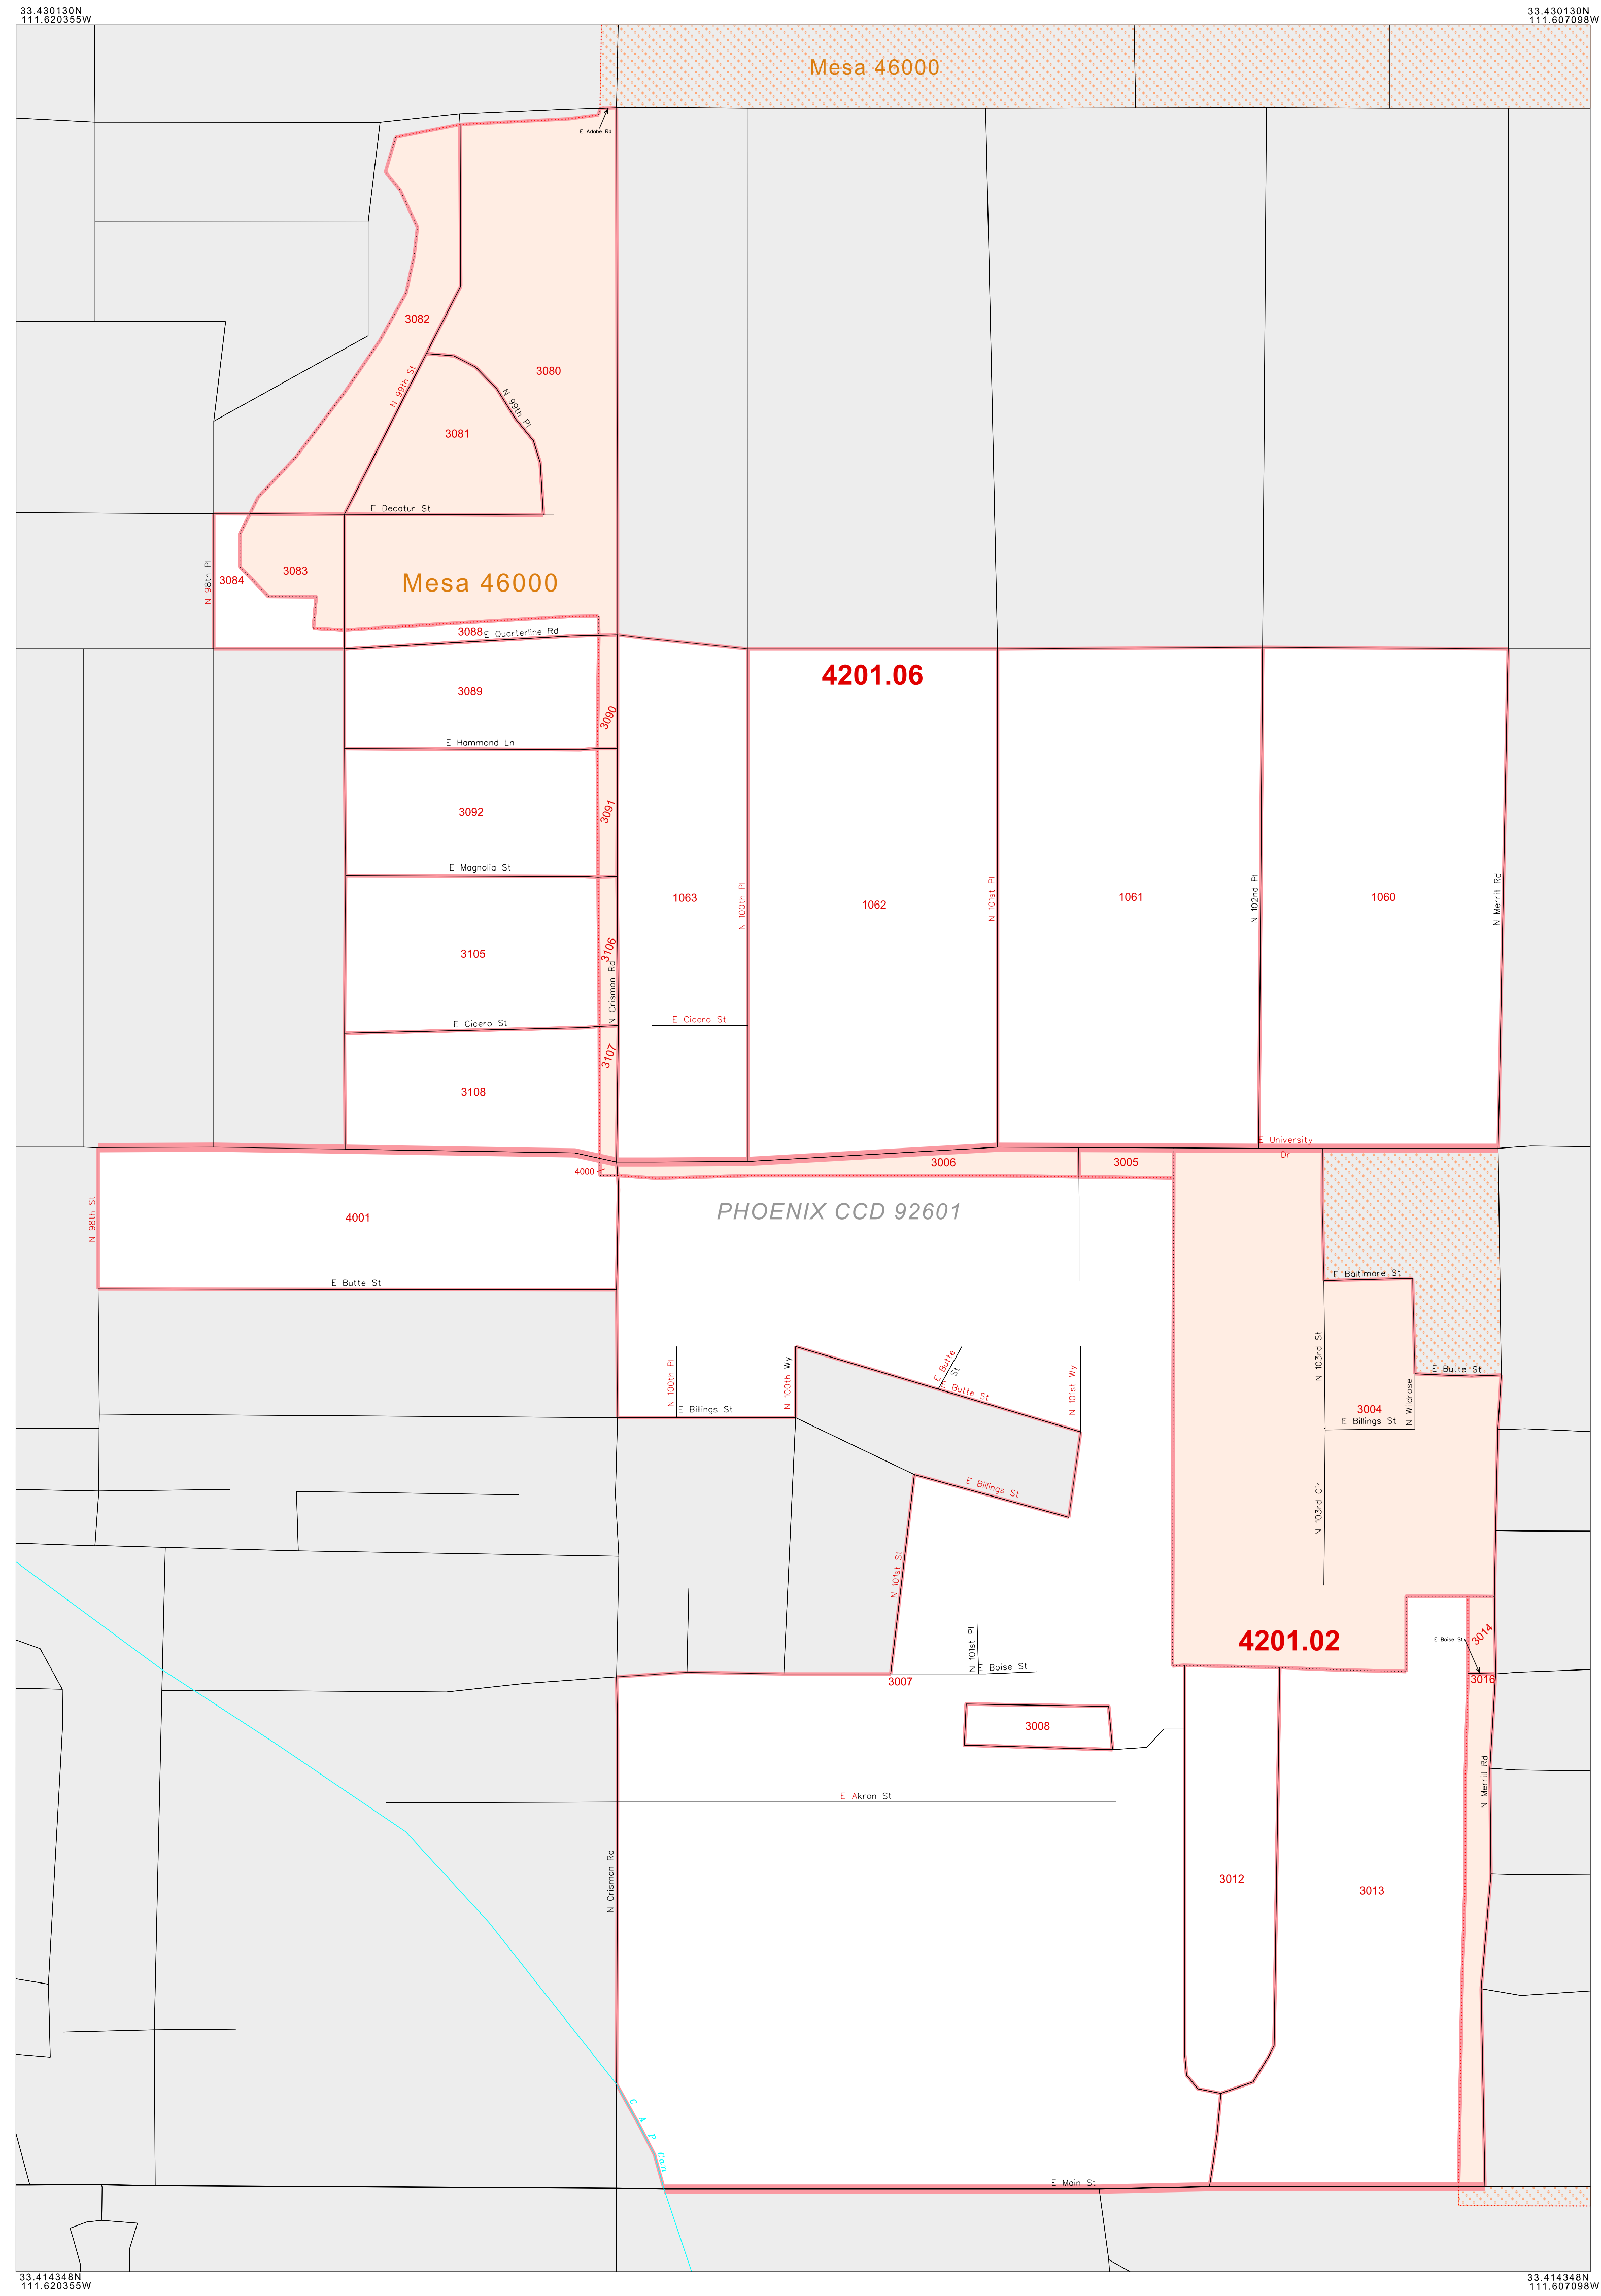 33.430130N
111.620355W
33.430130N
111.607098W
Mesa 46000
E Adobe Rd
3082
N 99th St
3080
N 99th Pl
3081
E Decatur St
N 98th Pl
3084
3083
Mesa 46000
3088
E Quarterline Rd
4201.06
3089
3090
E Hammond Ln
3092
3091
E Magnolia St
1063
N 100th Pl
1062
N 101st Pl
1061
N 102nd Pl
1060
N Merrill Rd
3105
3106
N Crismon Rd
E Cicero St
E Cicero St
3107
3108
E University
Dr
4000
3006
3005
PHOENIX CCD 92601
N 98th St
4001
E Butte St
E Baltimore St
N 103rd St
N 100th Pl
N 100th Wy
E Butte
St
E Butte St
N 101st Wy
E Butte St
N Wildrose
3004
E Billings St
E Billings St
E Billings St
N 103rd Cir
N 101st St
N 101st Pl
E Boise St
4201.02
E Boise St
3014
3016
3007
3008
N Merrill Rd
E Akron St
N Crismon Rd
3012
3013
C A P Can
E Main St
33.414348N
111.620355W
33.414348N
111.607098W